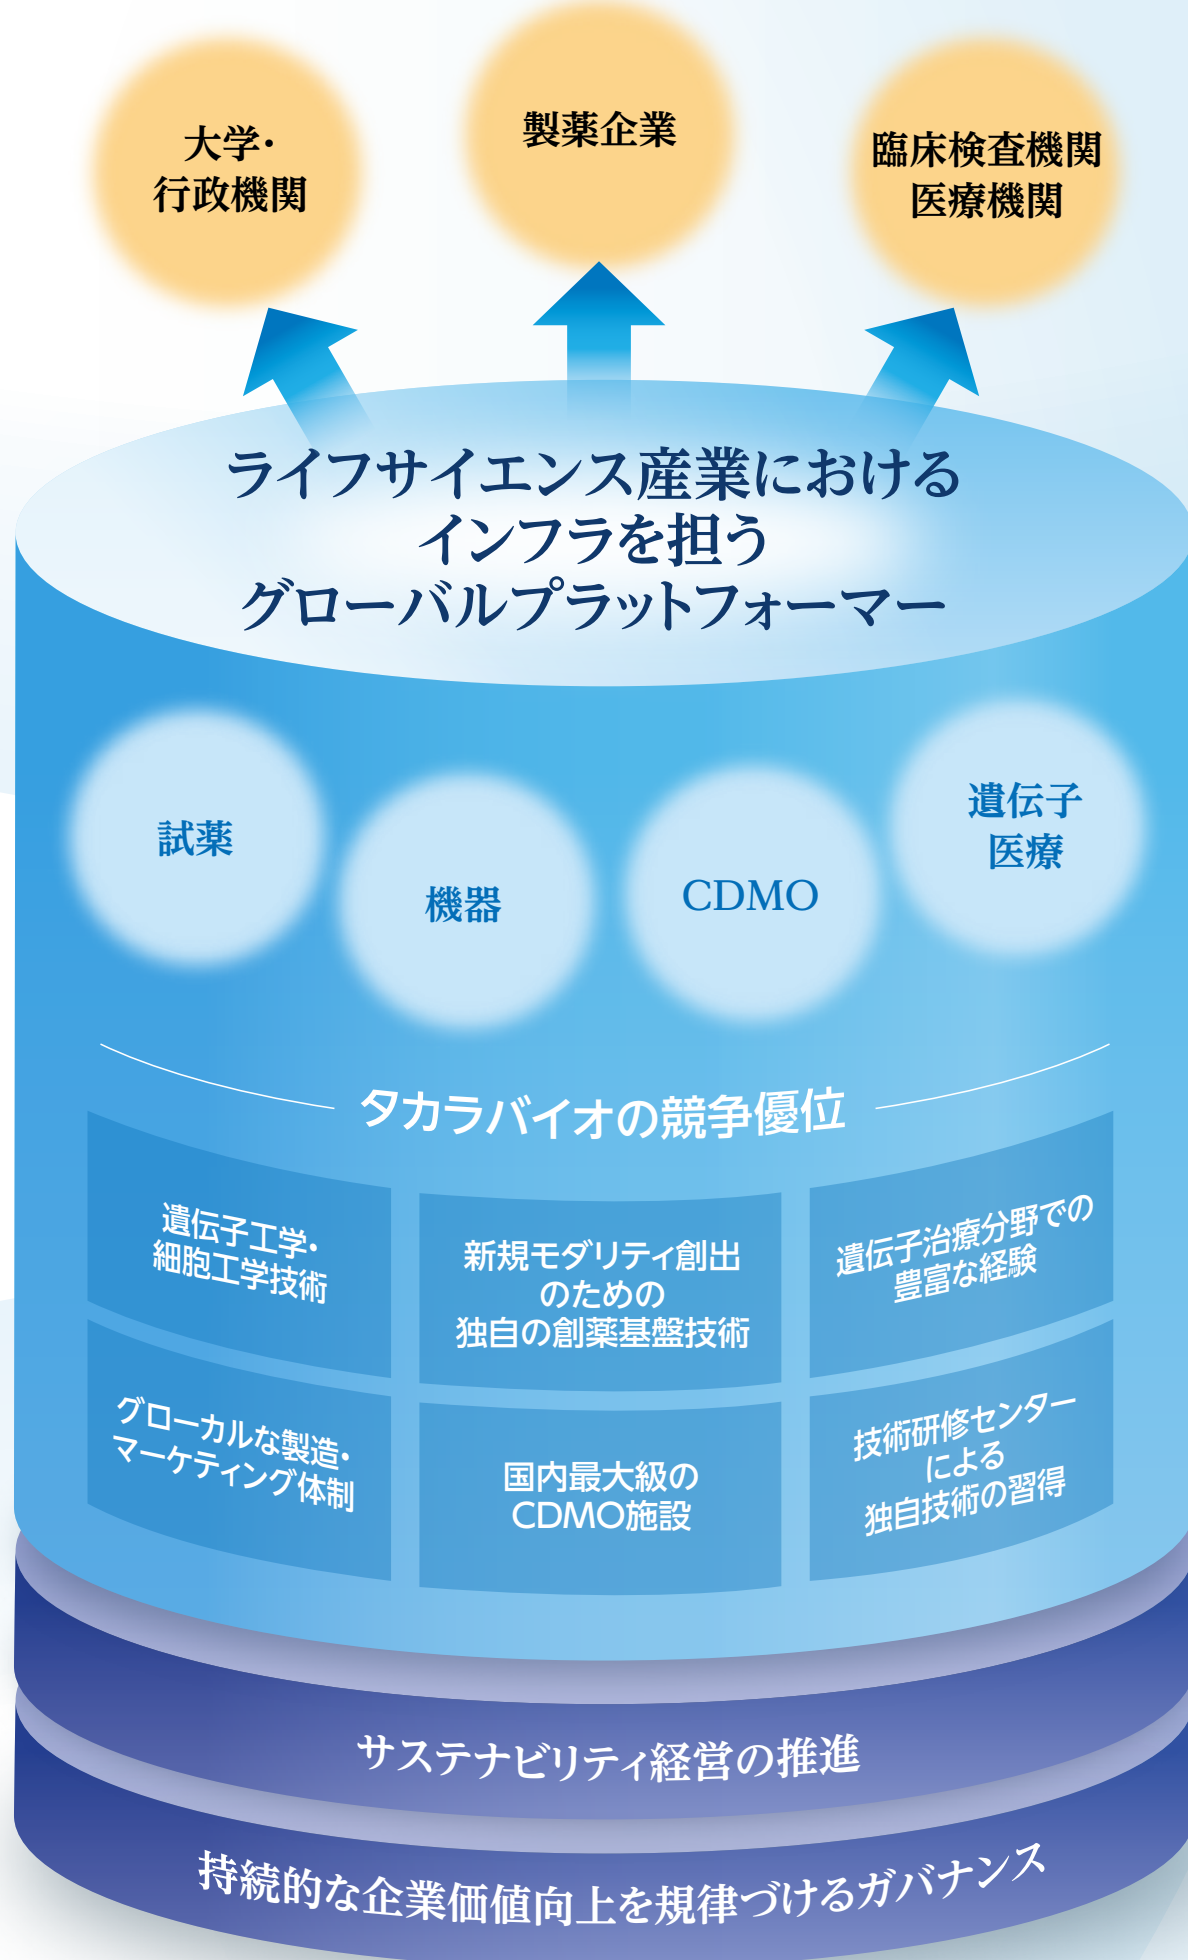 大学・
行政機関
製薬企業
臨床検査機関
医療機関
ライフサイエンス産業における
インフラを担う
グローバルプラットフォーマー
試薬
機器
CDMO
遺伝子
医療
タカラバイオの競争優位
遺伝子工学・
細胞工学技術
新規モダリティ創出
のための
独自の創薬基盤技術
遺伝子治療分野での
豊富な経験
グローカルな製造・
マーケティング体制
国内最大級の
CDMO施設
技術研修センター
による
独自技術の習得
サステナビリティ経営の推進
持続的な企業価値向上を規律づけるガバナンス